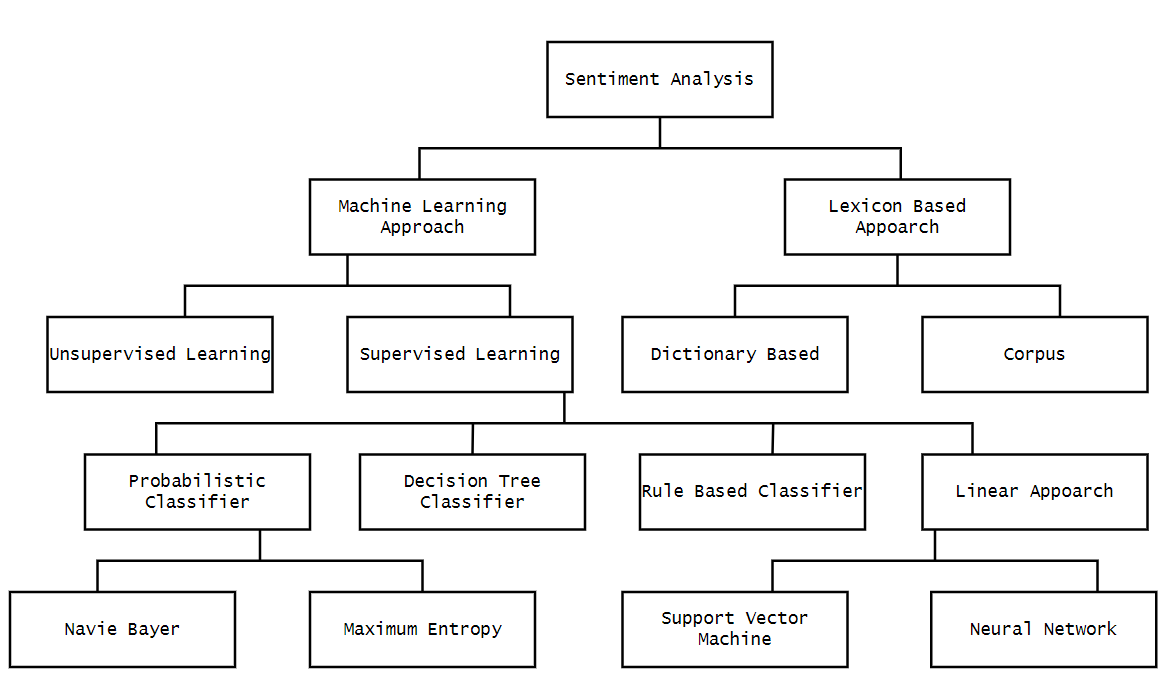 Sentiment Analysis
Machine Learning
Approach
Lexicon Based
Appoarch
Unsupervised Learning
Supervised Learning
Dictionary Based
Corpus
Probabilistic
Classifier
Decision Tree
Classifier
Rule Based Classifier
Linear Appoarch
Navie Bayer
Maximum Entropy
Support Vector
Machine
Neural Network